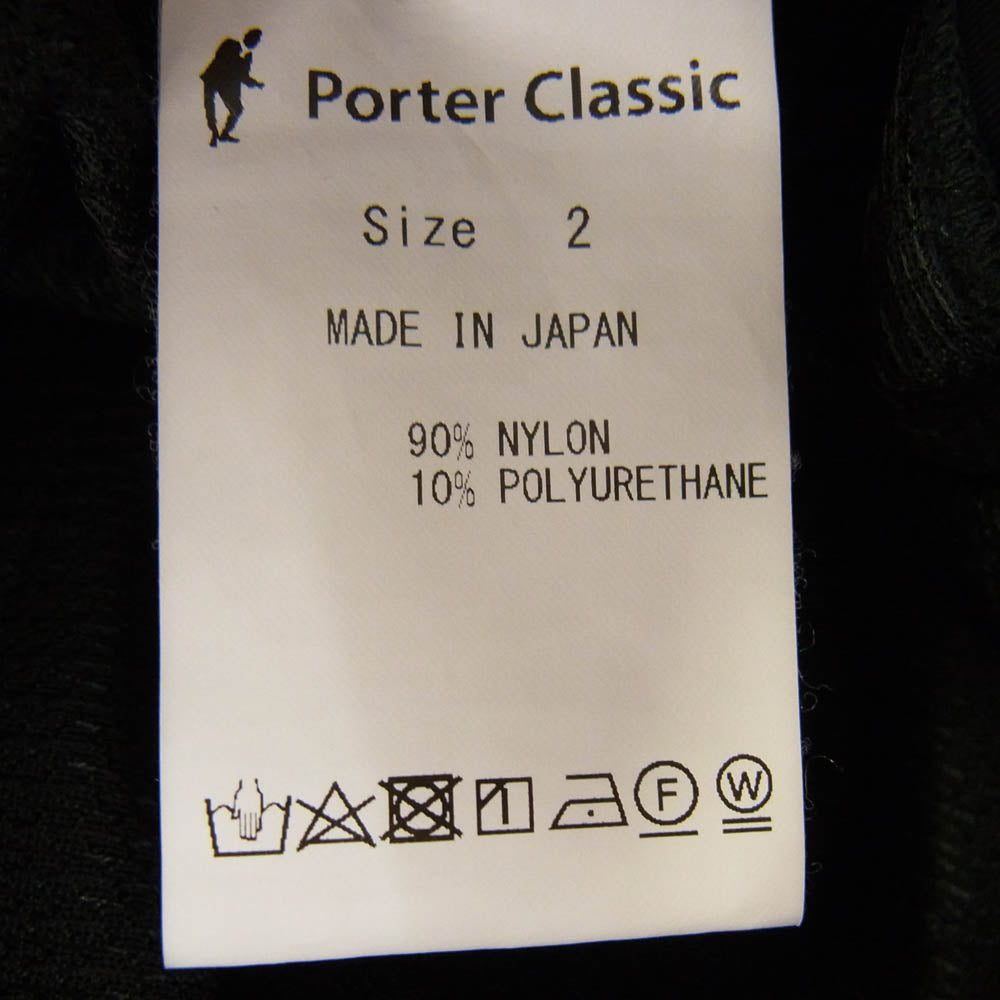 Porter Classic
Size 2
MADE IN JAPAN
90% NYLON
10% POLYURETHANE
F W